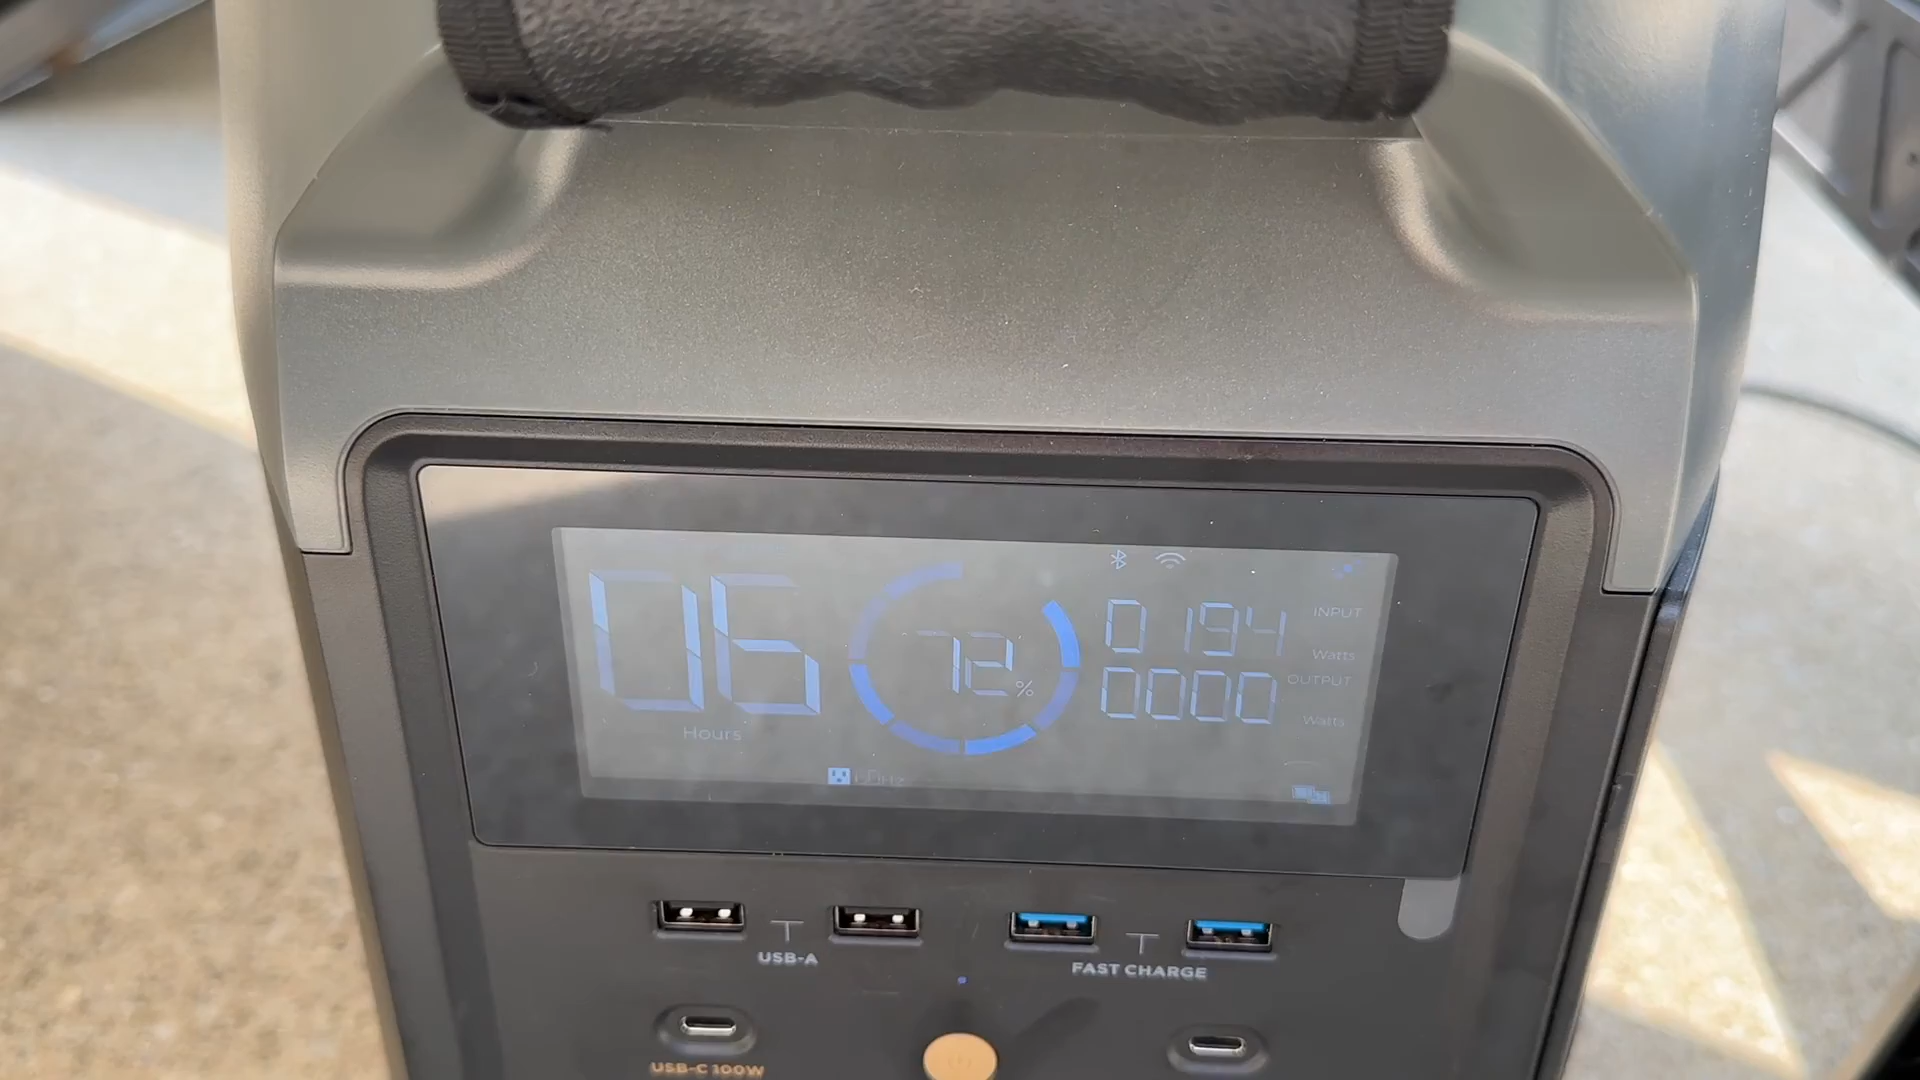 06
Hours
72%
0194
INPUT
Watts
0000
OUTPUT
Watts
USB-A
FAST CHARGE
USB-C 100W